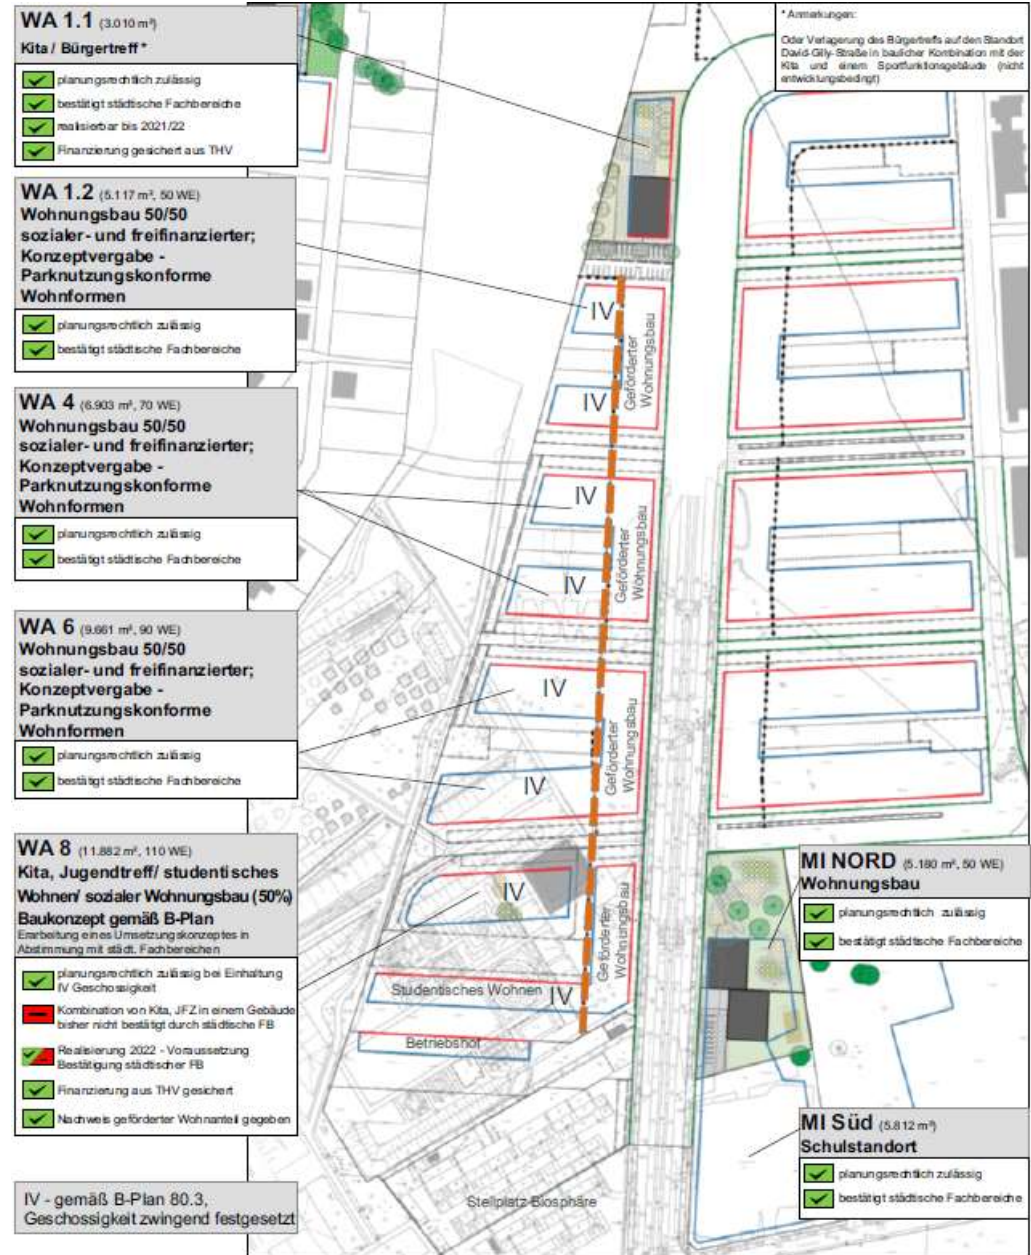 WA 1.1 (3.010 m²)
Kita / Bürgertreff *
planungsrechtlich zulässig
bestätigt städtische Fachbereiche
realisierbar bis 2021/22
Finanzierung gesichert aus THV
WA 1.2 (5.117 m², 50 WE)
Wohnungsbau 50/50
sozialer- und freifinanzierter;
Konzeptvergabe -
Parknutzungskonforme
Wohnformen
planungsrechtlich zulässig
bestätigt städtische Fachbereiche
WA 4 (6.903 m², 70 WE)
Wohnungsbau 50/50
sozialer- und freifinanzierter;
Konzeptvergabe -
Parknutzungskonforme
Wohnformen
planungsrechtlich zulässig
bestätigt städtische Fachbereiche
WA 6 (9.661 m², 90 WE)
Wohnungsbau 50/50
sozialer- und freifinanzierter;
Konzeptvergabe -
Parknutzungskonforme
Wohnformen
planungsrechtlich zulässig
bestätigt städtische Fachbereiche
WA 8 (11.882 m², 110 WE)
Kita, Jugendtreff/ studentisches
Wohnen/ sozialer Wohnungsbau (50%)
Baukonzept gemäß B-Plan
Erarbeitung eines Umsetzungskonzeptes in
Abstimmung mit städt. Fachbereichen
planungsrechtlich zulässig bei Einhaltung
IV Geschossigkeit
Kombination von Kita, JFZ in einem Gebäude
bisher nicht bestätigt durch städtische FB
Realisierung 2022 - Voraussetzung
Bestätigung städtischer FB
Finanzierung aus THV gesichert
Nachweis geförderter Wohnanteil gegeben
IV - gemäß B-Plan 80.3,
Geschossigkeit zwingend festgesetzt
* Anmerkungen:
Oder Verlagerung des Bürgertreffs auf den Standort
David-Gilly-Straße in baulicher Kombination mit der
Kita und einem Sportfunktionsgebäude (nicht
entwicklungsbedingt)
IV
IV
Geförderter
Wohnungsbau
IV
IV
Geförderter
Wohnungsbau
IV
IV
Geförderter
Wohnungsbau
IV
IV
Geförderter
Wohnungsbau
Studentisches Wohnen
Betriebshof
Stellplatz Biosphäre
MI NORD (5.180 m², 50 WE)
Wohnungsbau
planungsrechtlich zulässig
bestätigt städtische Fachbereiche
MI Süd (5.812 m²)
Schulstandort
planungsrechtlich zulässig
bestätigt städtische Fachbereiche